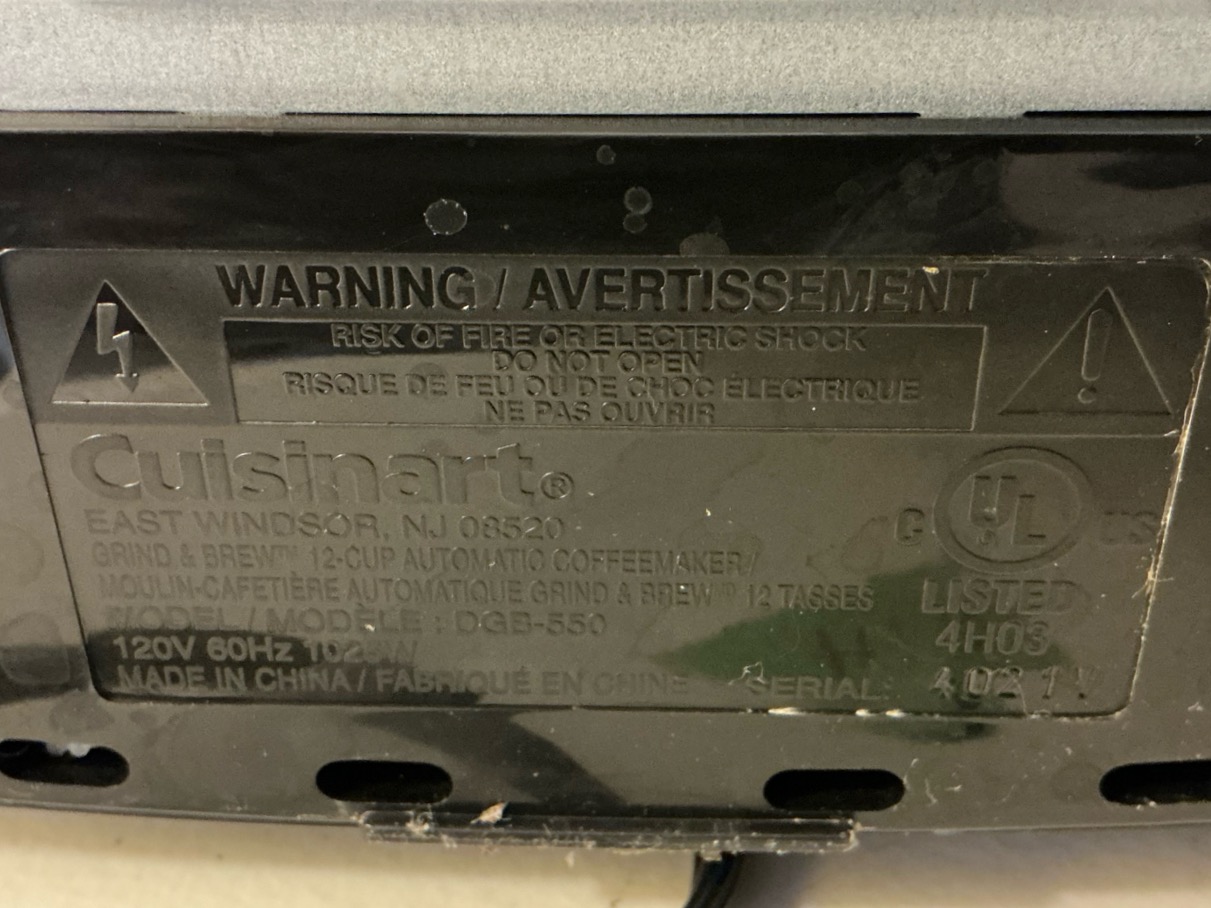 WARNING / AVERTISSEMENT
RISK OF FIRE OR ELECTRIC SHOCK
DO NOT OPEN
RISQUE DE FEU OU DE CHOC ÉLECTRIQUE
NE PAS OUVRIR
Cuisinart®
EAST WINDSOR, NJ 08520
GRIND & BREW™ 12-CUP AUTOMATIC COFFEEMAKER/
MOULIN-CAFETIÈRE AUTOMATIQUE GRIND & BREW™ 12 TASSES
MODEL / MODÈLE : DGB-550
120V 60Hz
MADE IN CHINA / FABRIQUÉ EN CHINE
C UL US
LISTED
4H03
SERIAL: